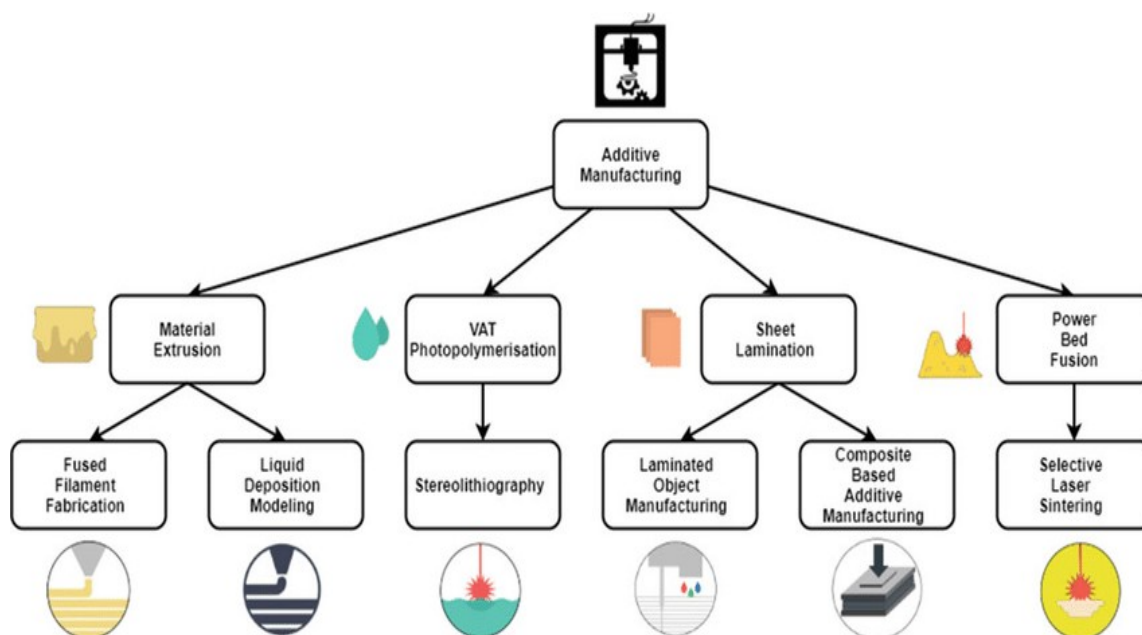 Additive
Manufacturing
Material
Extrusion
VAT
Photopolymerisation
Sheet
Lamination
Power
Bed
Fusion
Fused
Filament
Fabrication
Liquid
Deposition
Modeling
Stereolithiography
Laminated
Object
Manufacturing
Composite
Based
Additive
Manufacturing
Selective
Laser
Sintering